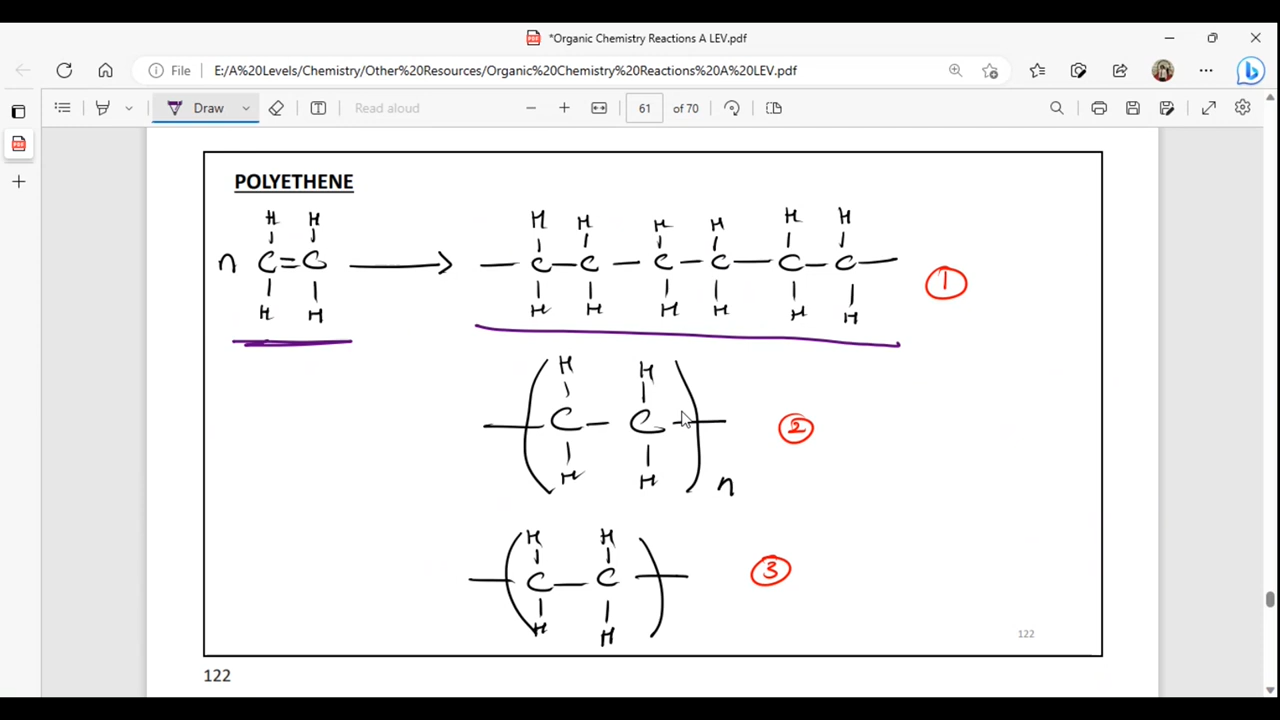 *Organic Chemistry Reactions A LEV.pdf
File E:/A%20Levels/Chemistry/Other%20Resources/Organic%20Chemistry%20Reactions%20A%20LEV.pdf
Draw Read aloud 61 of 70
POLYETHENE
H H H H H H H H
n C=C C-C-C-C-C-C ①
H H H H H H H H
H H
C-C ②
H H n
H H
C-C ③
H H
122
122